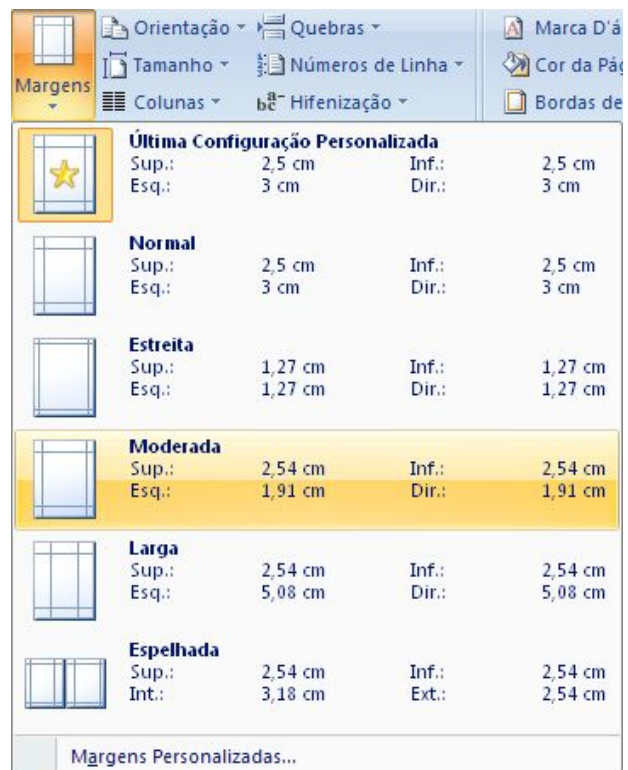 Margens
Orientação
Quebras
Marca D'á
Tamanho
Números de Linha
Cor da Pág
Colunas
Hifenização
Bordas de
Última Configuração Personalizada
Sup.: 2,5 cm Inf.: 2,5 cm
Esq.: 3 cm Dir.: 3 cm
Normal
Sup.: 2,5 cm Inf.: 2,5 cm
Esq.: 3 cm Dir.: 3 cm
Estreita
Sup.: 1,27 cm Inf.: 1,27 cm
Esq.: 1,27 cm Dir.: 1,27 cm
Moderada
Sup.: 2,54 cm Inf.: 2,54 cm
Esq.: 1,91 cm Dir.: 1,91 cm
Larga
Sup.: 2,54 cm Inf.: 2,54 cm
Esq.: 5,08 cm Dir.: 5,08 cm
Espelhada
Sup.: 2,54 cm Inf.: 2,54 cm
Int.: 3,18 cm Ext.: 2,54 cm
Margens Personalizadas...